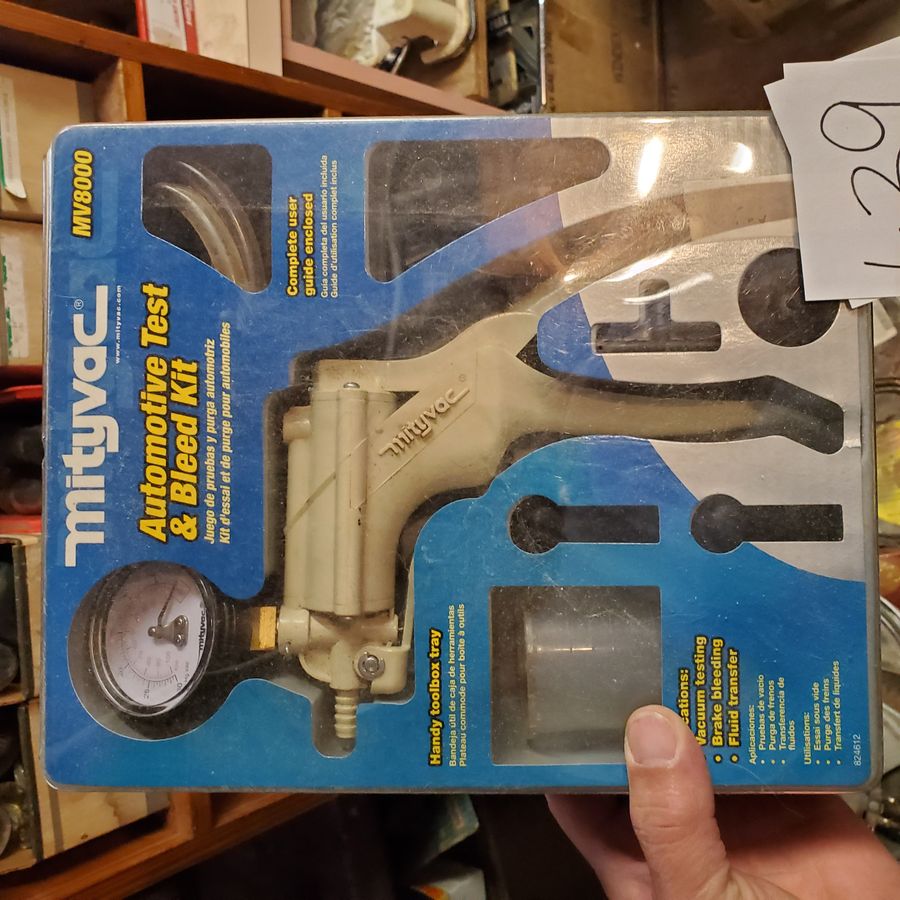 mityvac®
www.mityvac.com
MV8000
Automotive Test
& Bleed Kit
Juego de pruebas y purga automotriz
Kit d'essai et de purge pour automobiles
Complete user
guide enclosed
Guía completa del usuario incluida
Guide d'utilisation complet inclus
mityvac®
mityvac
Handy toolbox tray
Bandeja útil de caja de herramientas
Plateau commode pour boîte à outils
cations:
Vacuum testing
• Brake bleeding
• Fluid transfer
Aplicaciones:
• Pruebas de vacío
• Purga de frenos
• Transferencia de
fluidos
Utilisations:
• Essai sous vide
• Purge des freins
• Transfert de liquides
824612
39